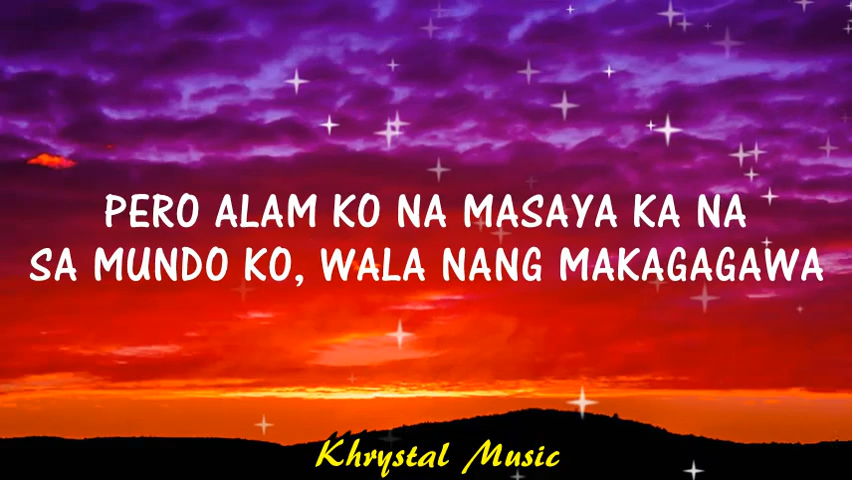 PERO ALAM KO NA MASAYA KA NA
SA MUNDO KO, WALA NANG MAKAGAGAWA
Khrystal Music